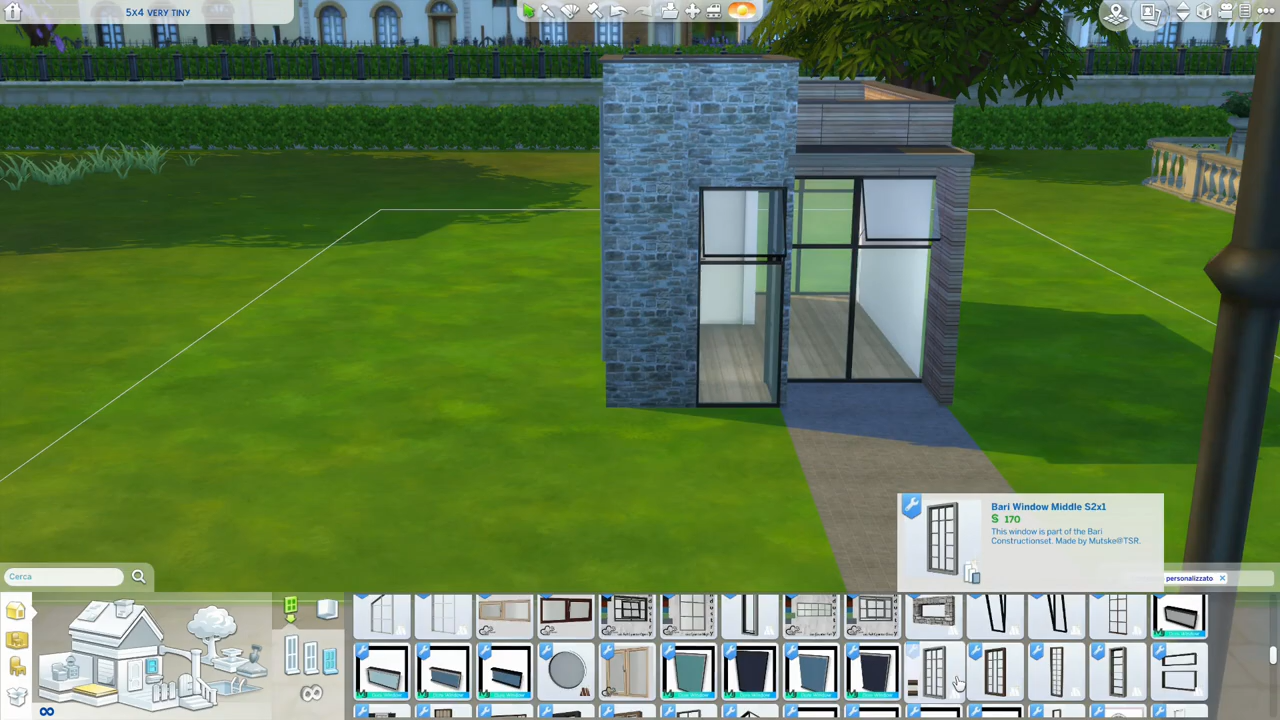 5X4 VERY TINY
Bari Window Middle S2x1
§ 170
This window is part of the Bari
Constructionset. Made by Mutske@TSR.
Cerca
personalizzato X